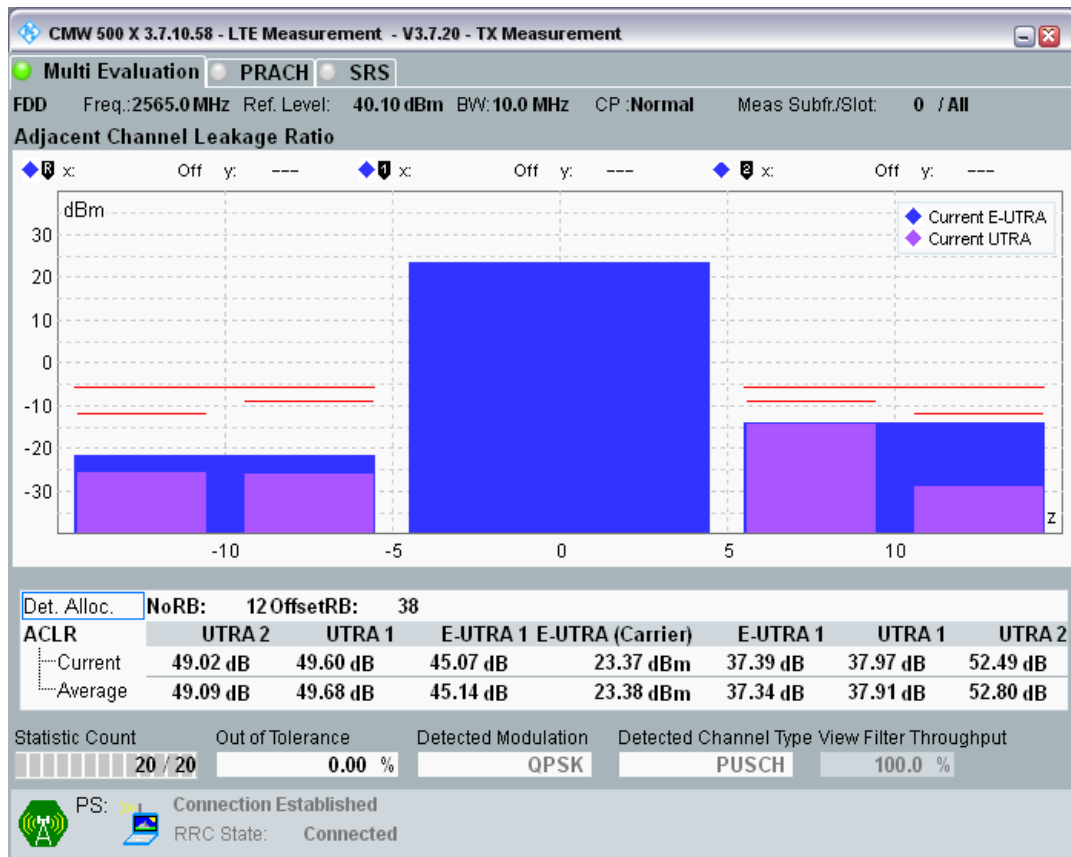 CMW 500 X 3.7.10.58 - LTE Measurement - V3.7.20 - TX Measurement
Multi Evaluation PRACH SRS
FDD Freq.:2565.0 MHz Ref. Level: 40.10 dBm BW:10.0 MHz CP :Normal Meas Subfr./Slot: 0 / All
Adjacent Channel Leakage Ratio
R x: Off y: --- 1 x: Off y: --- 2 x: Off y: ---
dBm
Current E-UTRA
Current UTRA
30
20
10
0
-10
-20
-30
z
-10 -5 0 5 10
Det. Alloc. NoRB: 12 OffsetRB: 38
ACLR UTRA 2 UTRA 1 E-UTRA 1 E-UTRA (Carrier) E-UTRA 1 UTRA 1 UTRA 2
Current 49.02 dB 49.60 dB 45.07 dB 23.37 dBm 37.39 dB 37.97 dB 52.49 dB
Average 49.09 dB 49.68 dB 45.14 dB 23.38 dBm 37.34 dB 37.91 dB 52.80 dB
Statistic Count Out of Tolerance Detected Modulation Detected Channel Type View Filter Throughput
20 / 20 0.00 % QPSK PUSCH 100.0 %
PS: Connection Established
RRC State: Connected